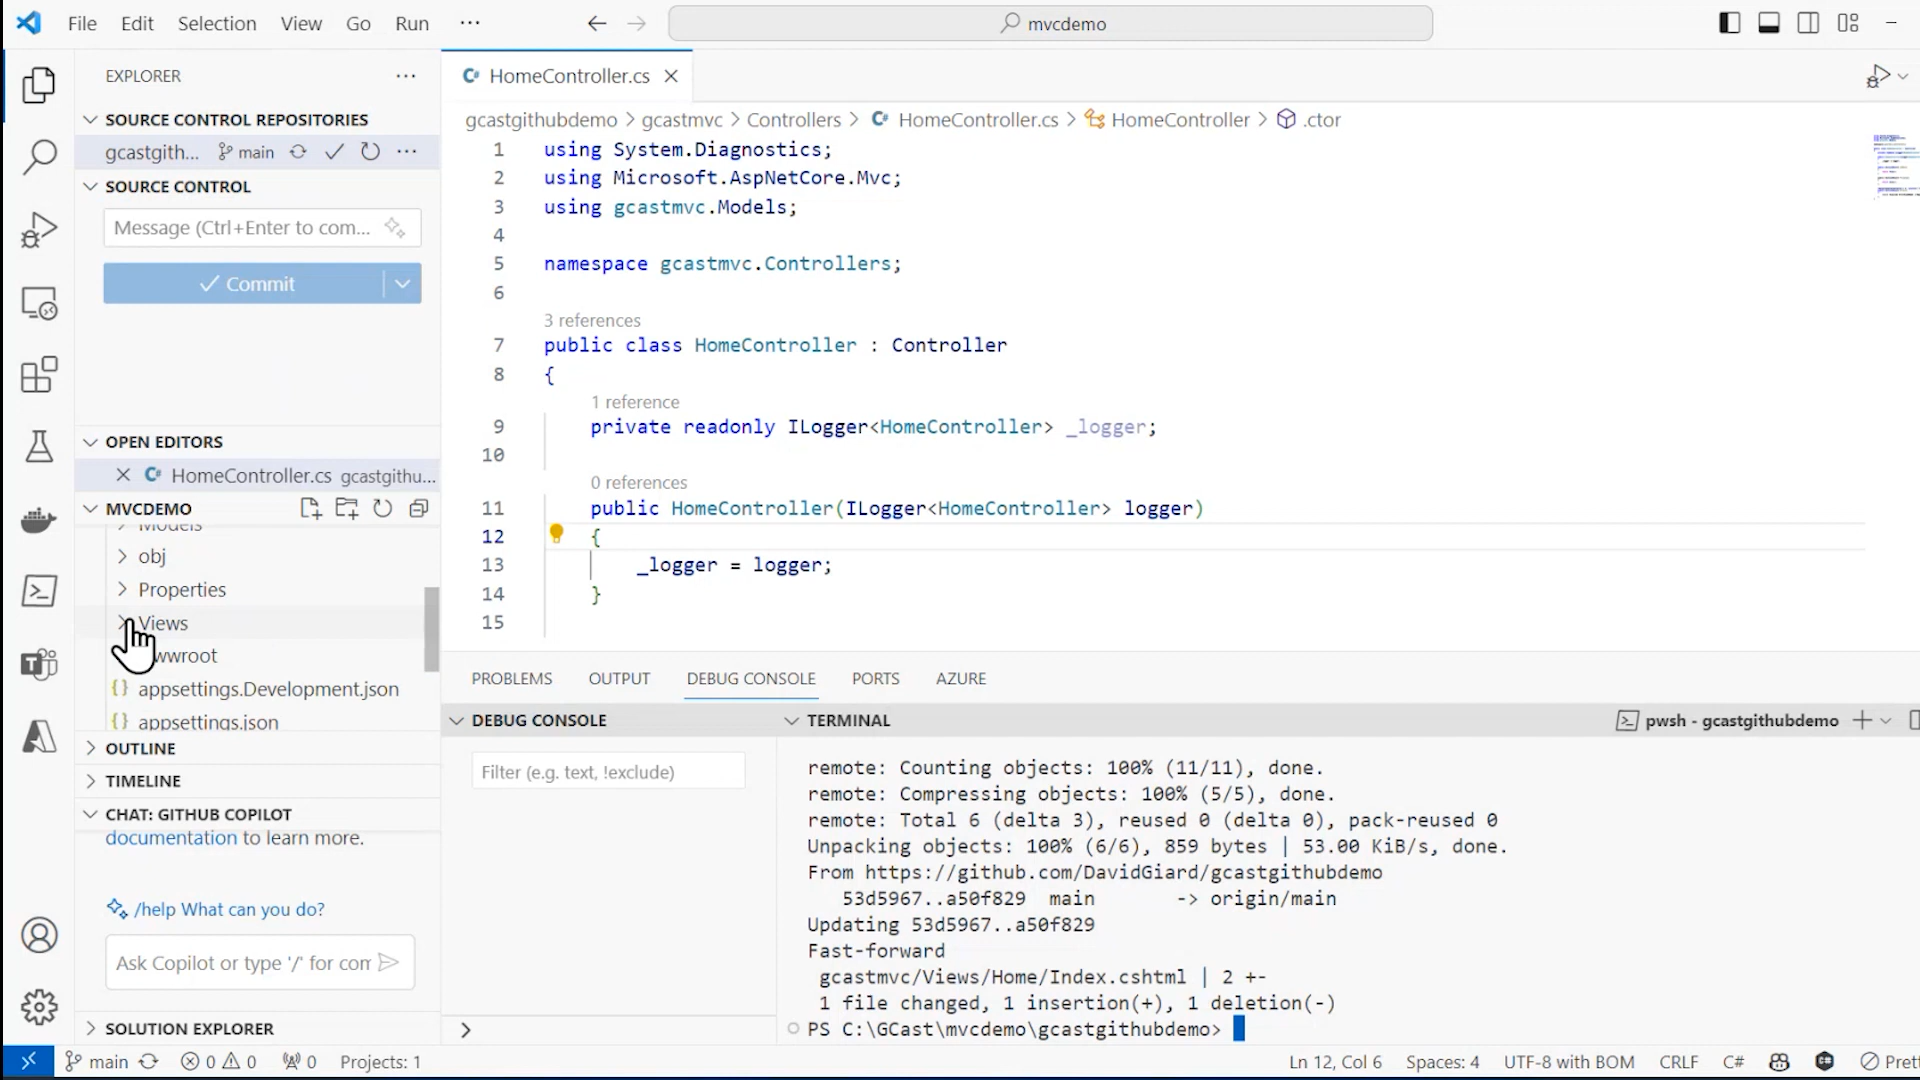 File Edit Selection View Go Run ···
mvcdemo
EXPLORER
SOURCE CONTROL REPOSITORIES
gcastgith... main
SOURCE CONTROL
Message (Ctrl+Enter to com...
Commit
OPEN EDITORS
HomeController.cs gcastgithu...
MVCDEMO
Models
obj
Properties
Views
wwroot
appsettings.Development.json
appsettings.json
OUTLINE
TIMELINE
CHAT: GITHUB COPILOT
documentation to learn more.
/help What can you do?
Ask Copilot or type '/' for com
SOLUTION EXPLORER
HomeController.cs
gcastgithubdemo > gcastmvc > Controllers > HomeController.cs > HomeController > .ctor
1 using System.Diagnostics;
2 using Microsoft.AspNetCore.Mvc;
3 using gcastmvc.Models;
4
5 namespace gcastmvc.Controllers;
6
3 references
7 public class HomeController : Controller
8 {
1 reference
9 private readonly ILogger<HomeController> _logger;
10
0 references
11 public HomeController(ILogger<HomeController> logger)
12 {
13 _logger = logger;
14 }
15
PROBLEMS OUTPUT DEBUG CONSOLE PORTS AZURE
DEBUG CONSOLE
Filter (e.g. text, !exclude)
TERMINAL
pwsh - gcastgithubdemo
remote: Counting objects: 100% (11/11), done.
remote: Compressing objects: 100% (5/5), done.
remote: Total 6 (delta 3), reused 0 (delta 0), pack-reused 0
Unpacking objects: 100% (6/6), 859 bytes | 53.00 KiB/s, done.
From https://github.com/DavidGiard/gcastgithubdemo
53d5967..a50f829 main -> origin/main
Updating 53d5967..a50f829
Fast-forward
gcastmvc/Views/Home/Index.cshtml | 2 +-
1 file changed, 1 insertion(+), 1 deletion(-)
PS C:\GCast\mvcdemo\gcastgithubdemo>
main 0 0 0 Projects: 1
Ln 12, Col 6 Spaces: 4 UTF-8 with BOM CRLF C# Prett